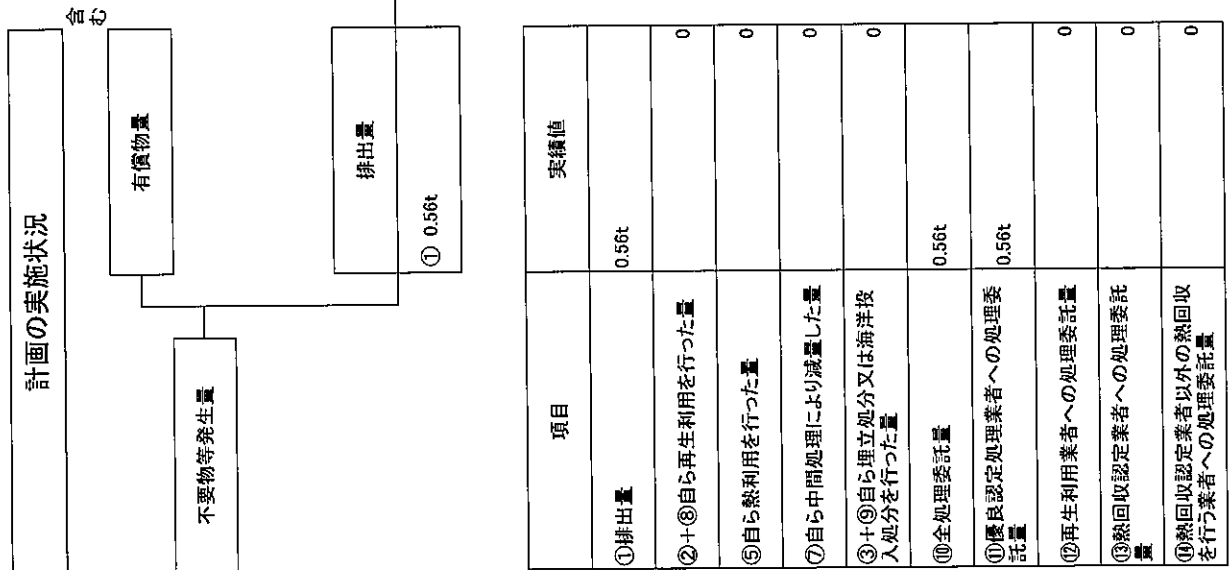 計画の実施状況
含む
不要物等発生量
有償物量
排出量
① 0.56t
項目
実績値
①排出量
0.56t
②+⑧自ら再生利用を行った量
0
⑤自ら熱利用を行った量
0
⑦自ら中間処理により減量した量
0
③+⑨自ら埋立処分又は海洋投
入処分を行った量
0
⑩全処理委託量
0.56t
⑪優良認定処理業者への処理委
託量
0.56t
⑫再生利用業者への処理委託量
0
⑬熱回収認定業者への処理委託
量
0
⑭熱回収認定業者以外の熱回収
を行う業者への処理委託量
0